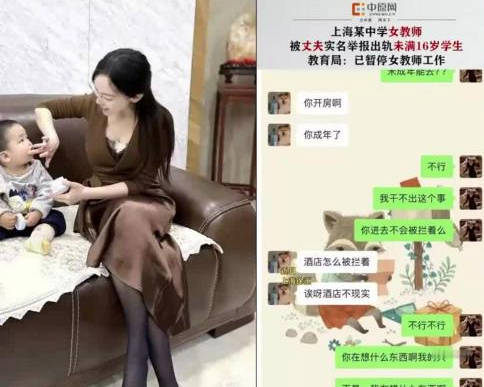 中原网
上海某中学女教师
被丈夫实名举报出轨未满16岁学生
教育局：已暂停女教师工作
未成年能去??
你开房啊
你成年了
不行
我干不出这个事
你进去不会被拦着么
酒店怎么被拦着
诶呀酒店不现实
不行不行
你在想什么东西啊我的